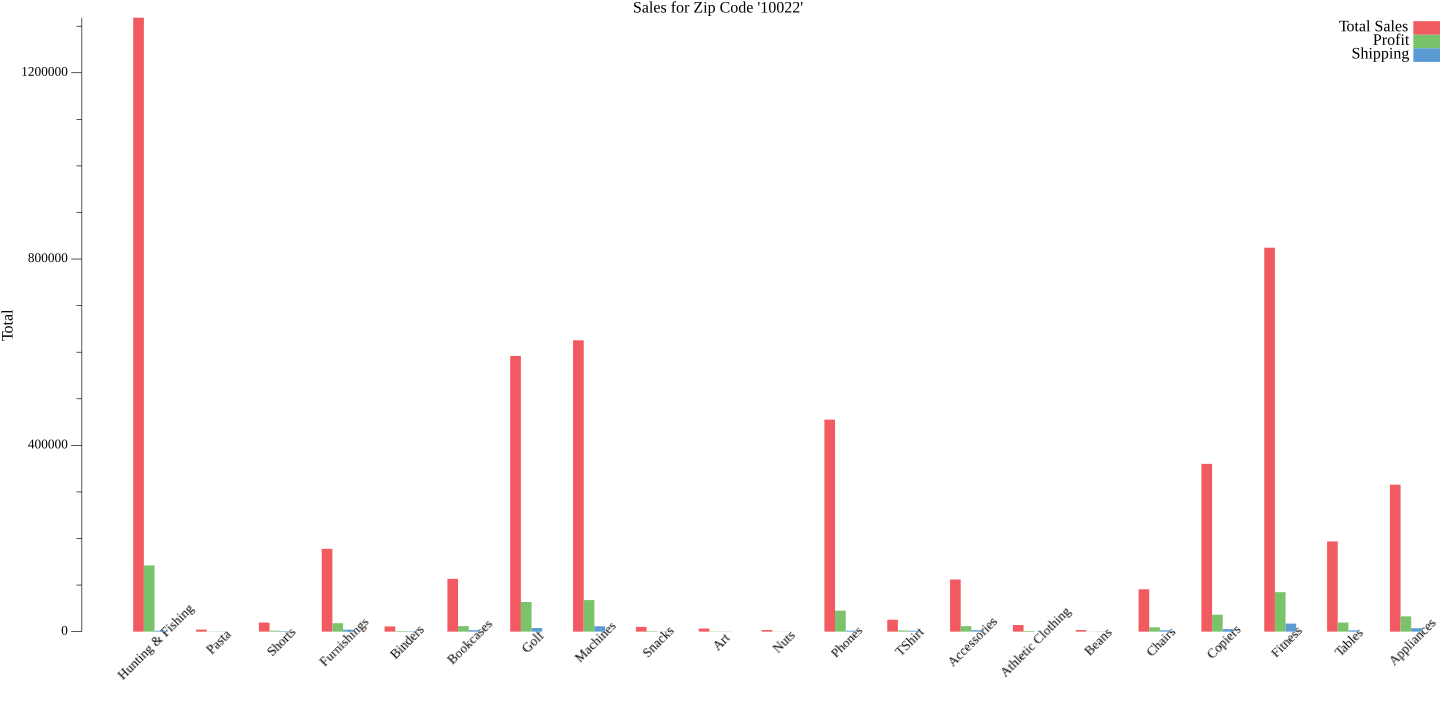 Sales for Zip Code '10022'
Total Sales
Profit
Shipping
1200000
800000
400000
0
Total
Hunting & Fishing
Pasta
Shorts
Furnishings
Binders
Bookcases
Golf
Machines
Snacks
Art
Nuts
Phones
TShirt
Accessories
Athletic Clothing
Beans
Chairs
Copiers
Fitness
Tables
Appliances